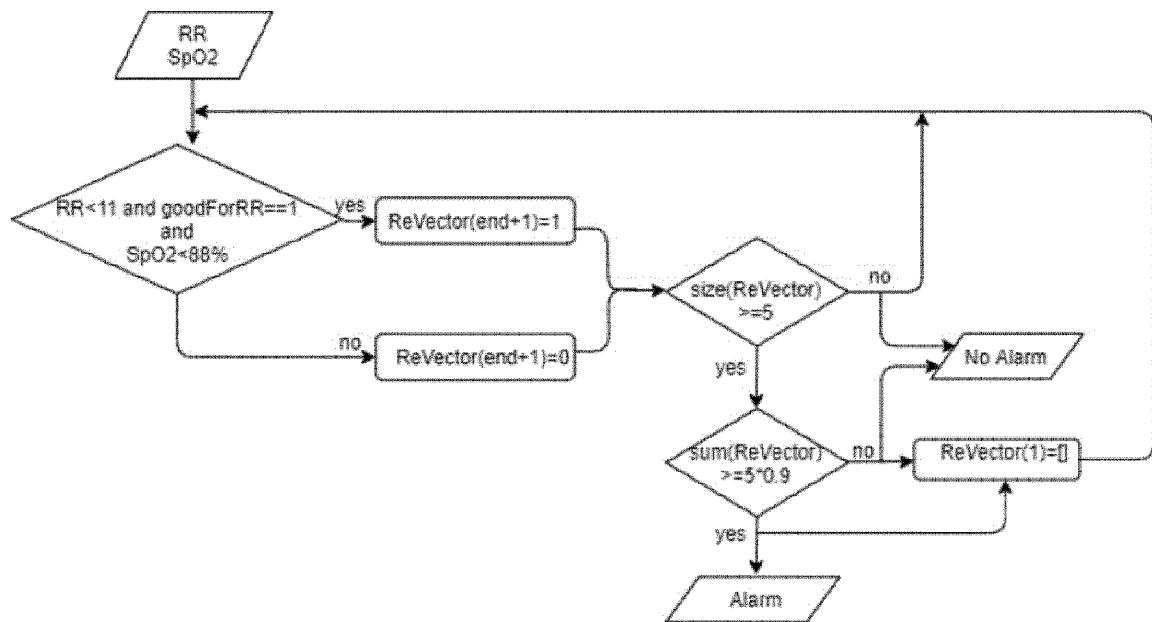 RR
SpO2
RR<11 and goodForRR==1
and
SpO2<88%
yes
ReVector(end+1)=1
no
ReVector(end+1)=0
size(ReVector)
>=5
no
No Alarm
yes
sum(ReVector)
>=5*0.9
no
ReVector(1)=[]
yes
Alarm